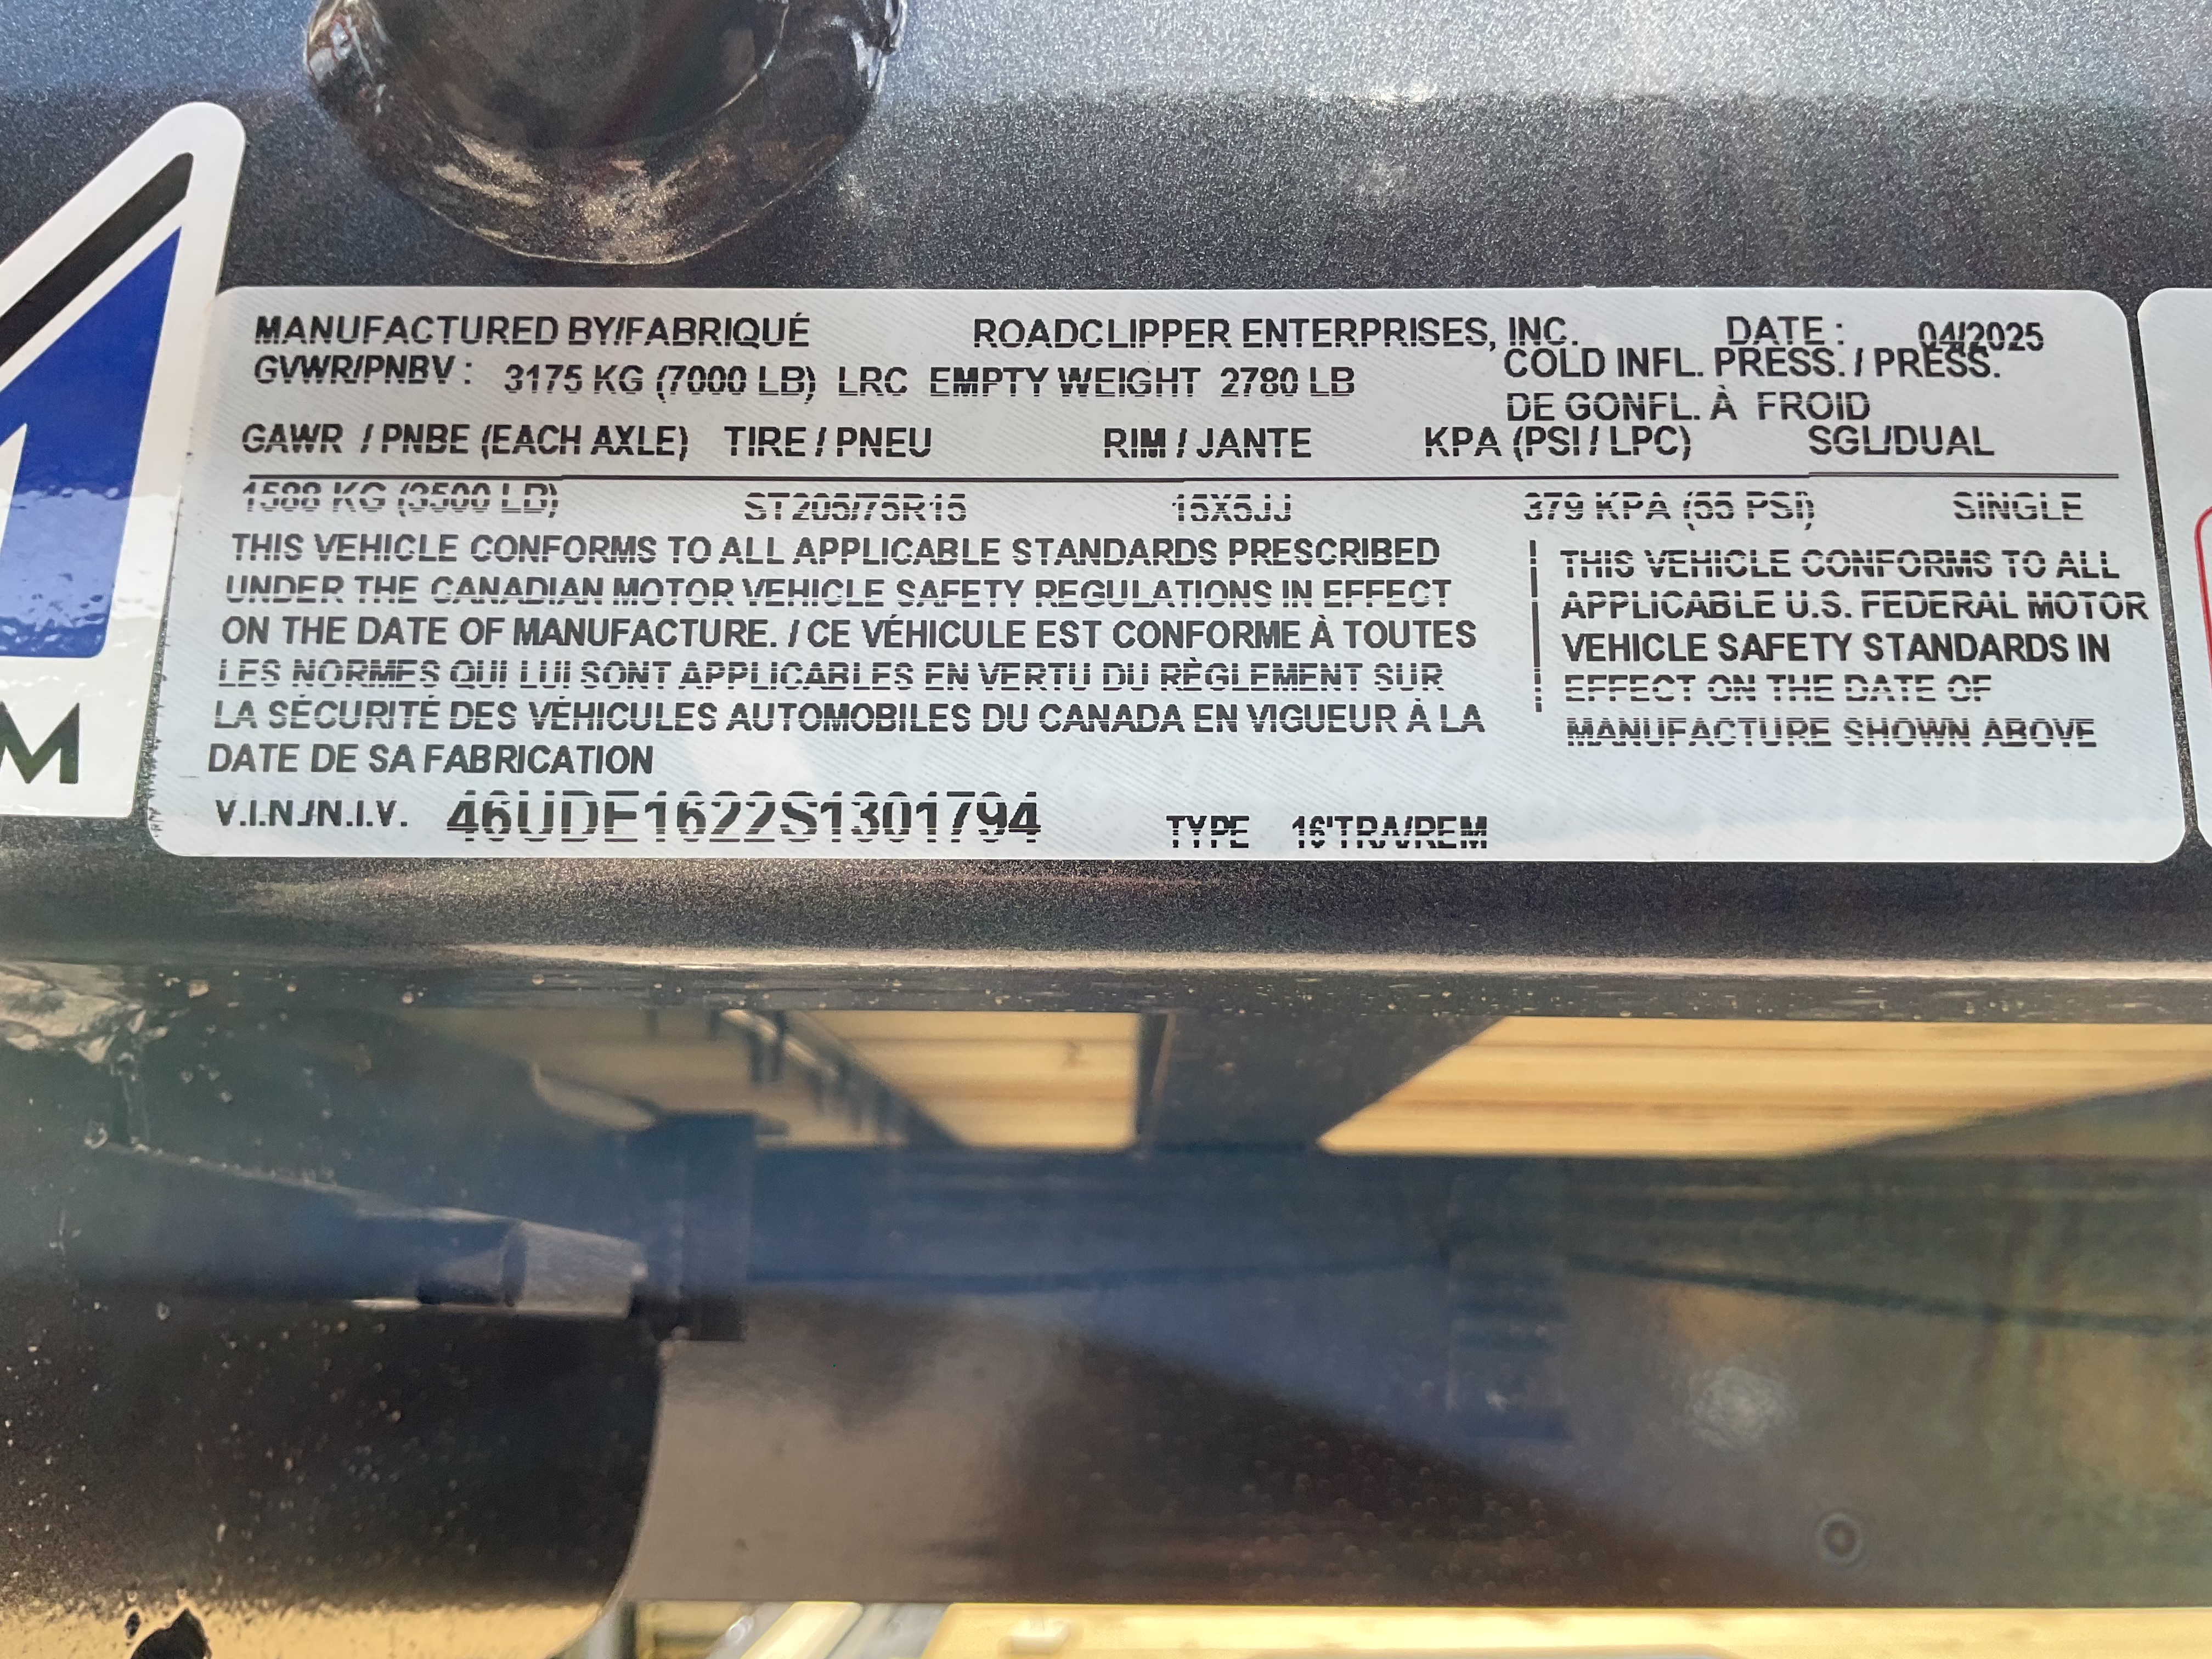 MANUFACTURED BY/FABRIQUÉ ROADCLIPPER ENTERPRISES, INC. DATE : 04/2025
GVWR/PNBV : 3175 KG (7000 LB) LRC EMPTY WEIGHT 2780 LB
COLD INFL. PRESS. / PRESS.
DE GONFL. À FROID
GAWR / PNBE (EACH AXLE) TIRE / PNEU RIM / JANTE KPA (PSI / LPC) SGL/DUAL
1588 KG (3500 LB) ST205/75R15 15X5JJ 379 KPA (55 PSI) SINGLE
THIS VEHICLE CONFORMS TO ALL APPLICABLE STANDARDS PRESCRIBED
UNDER THE CANADIAN MOTOR VEHICLE SAFETY REGULATIONS IN EFFECT
ON THE DATE OF MANUFACTURE. / CE VÉHICULE EST CONFORME À TOUTES
LES NORMES QUI LUI SONT APPLICABLES EN VERTU DU RÈGLEMENT SUR
LA SÉCURITÉ DES VÉHICULES AUTOMOBILES DU CANADA EN VIGUEUR À LA
DATE DE SA FABRICATION
THIS VEHICLE CONFORMS TO ALL
APPLICABLE U.S. FEDERAL MOTOR
VEHICLE SAFETY STANDARDS IN
EFFECT ON THE DATE OF
MANUFACTURE SHOWN ABOVE
V.I.N./N.I.V. 46UDE1622S1301794 TYPE 16'TRA/REM
M